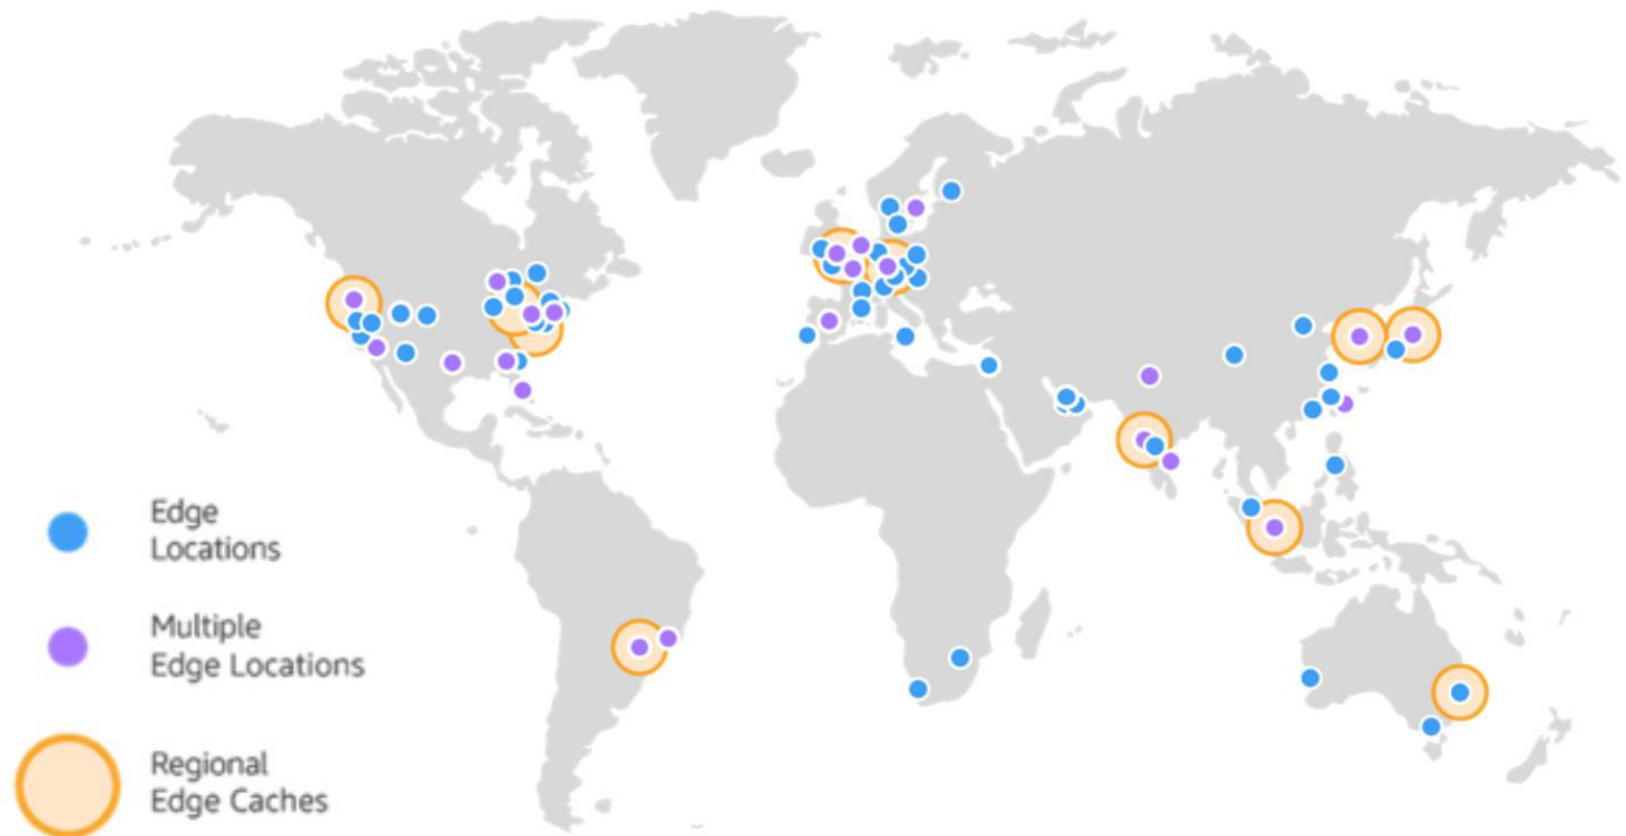 Edge
Locations
Multiple
Edge Locations
Regional
Edge Caches